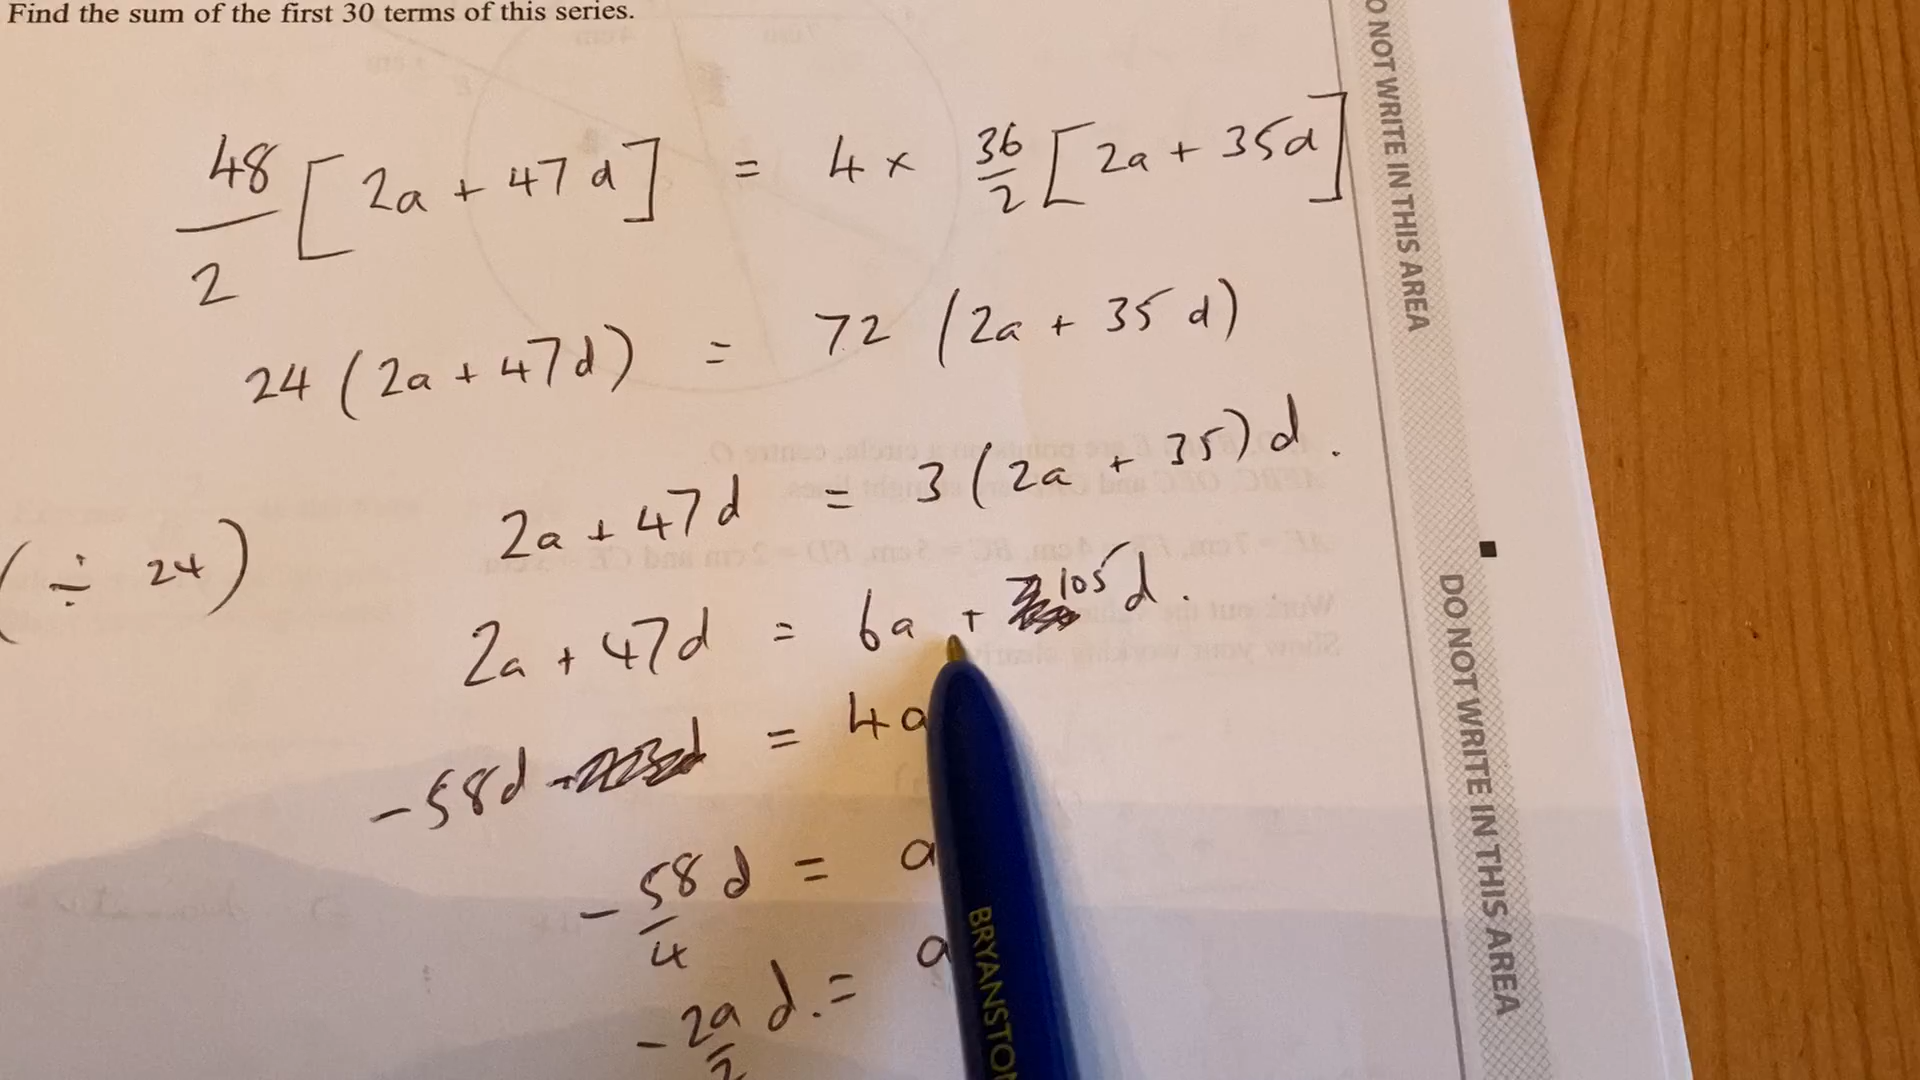 Find the sum of the first 30 terms of this series.
48/2 [2a + 47d] = 4 × 36/2 [2a + 35d]
24 (2a + 47d) = 72 (2a + 35d)
2a + 47d = 3 (2a + 35)d.
(÷ 24)
2a + 47d = 6a + 105d.
-58d = 4a
-58/4 d = a
-29/2 d. = a
O NOT WRITE IN THIS AREA
DO NOT WRITE IN THIS AREA
BRYANSTON